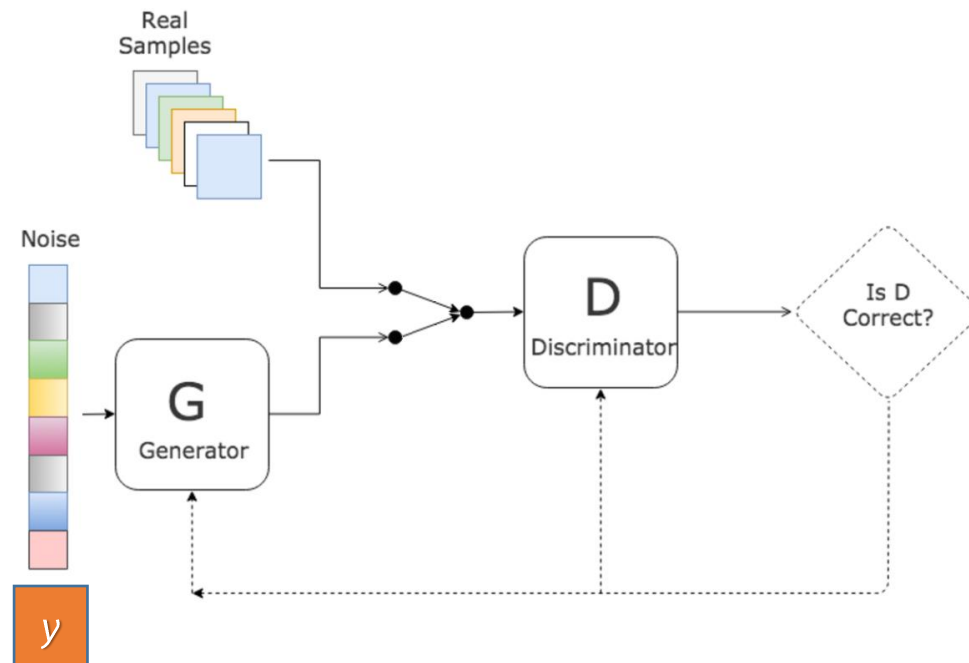 Real
Samples
Noise
G
Generator
D
Discriminator
Is D
Correct?
y